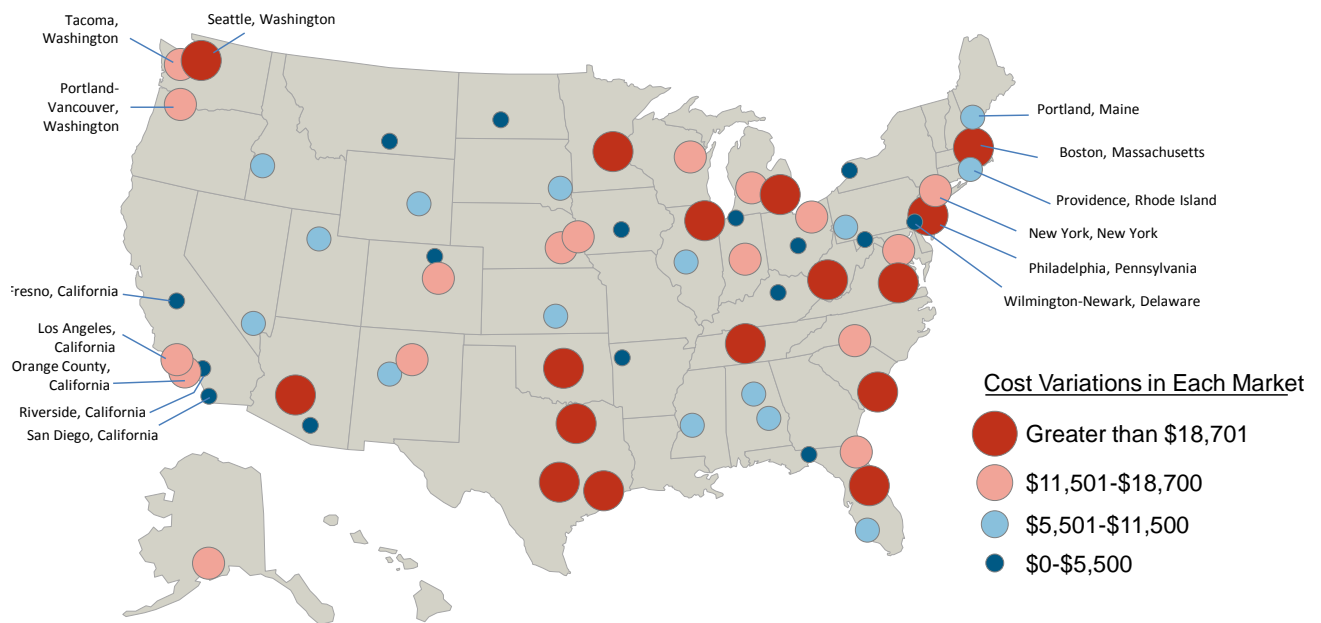 Tacoma,
Washington
Seattle, Washington
Portland-
Vancouver,
Washington
Fresno, California
Los Angeles,
California
Orange County,
California
Riverside, California
San Diego, California
Portland, Maine
Boston, Massachusetts
Providence, Rhode Island
New York, New York
Philadelphia, Pennsylvania
Wilmington-Newark, Delaware
Cost Variations in Each Market
Greater than $18,701
$11,501-$18,700
$5,501-$11,500
$0-$5,500